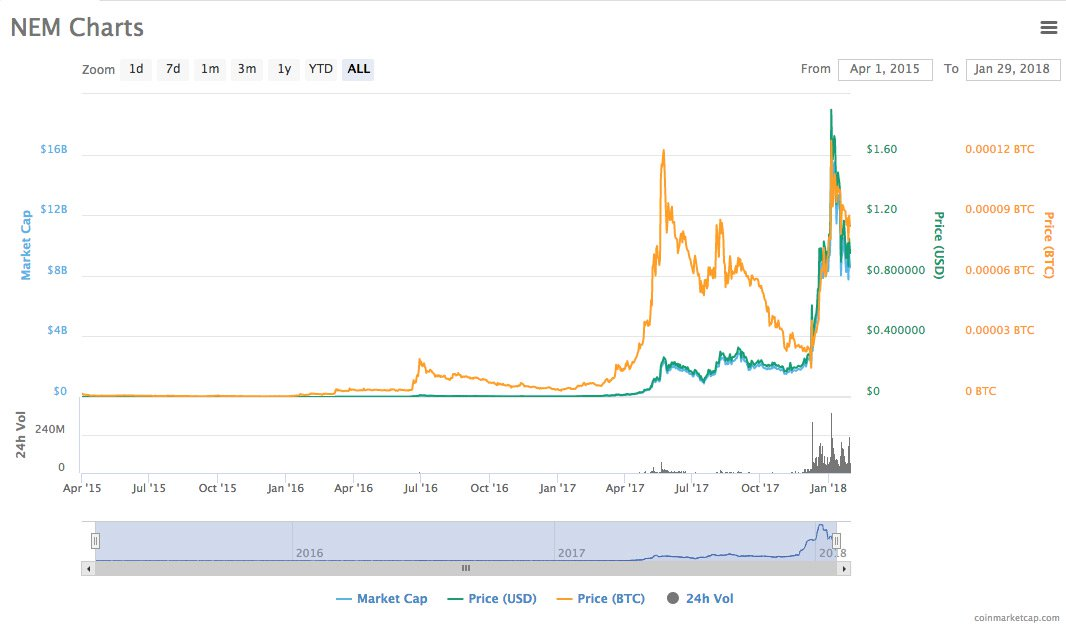 NEM Charts
Zoom 1d 7d 1m 3m 1y YTD ALL
From Apr 1, 2015 To Jan 29, 2018
$16B $1.60 0.00012 BTC
$12B $1.20 0.00009 BTC
Market Cap
Price (USD)
Price (BTC)
$8B $0.800000 0.00006 BTC
$4B $0.400000 0.00003 BTC
$0 $0 0 BTC
24h Vol
240M
0
Apr '15 Jul '15 Oct '15 Jan '16 Apr '16 Jul '16 Oct '16 Jan '17 Apr '17 Jul '17 Oct '17 Jan '18
2016 2017 2018
Market Cap Price (USD) Price (BTC) 24h Vol
coinmarketcap.com